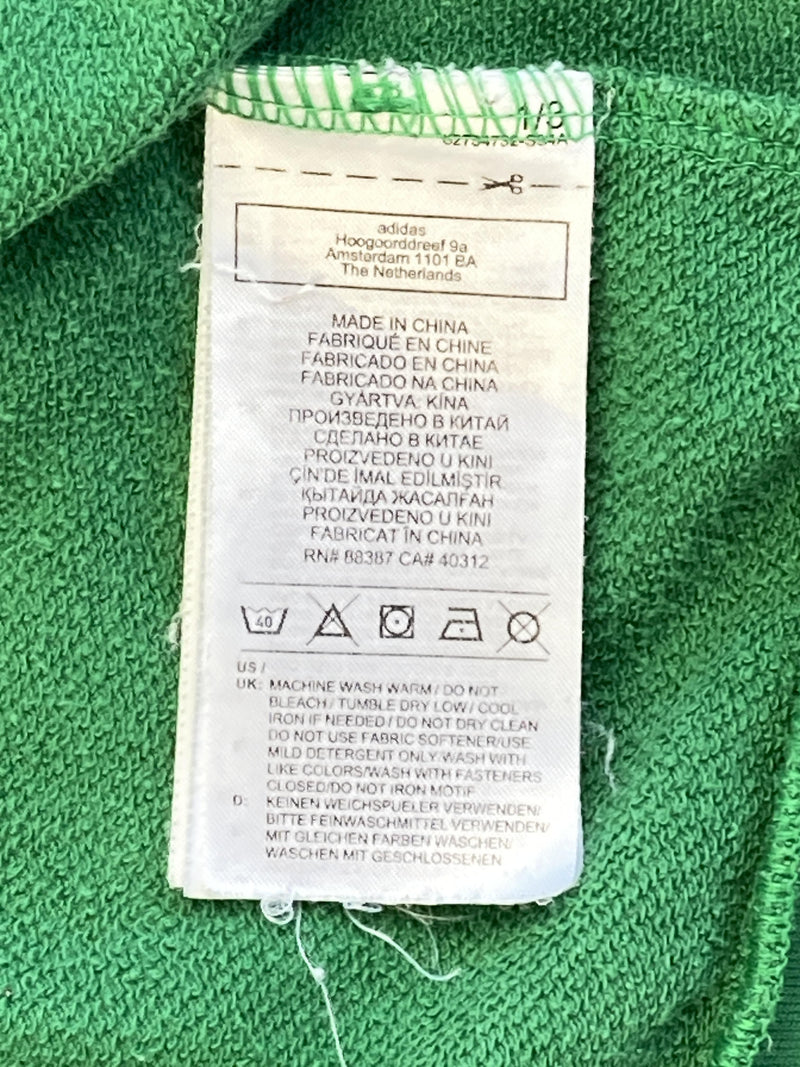 1/8
adidas
Hoogoorddreef 9a
Amsterdam 1101 BA
The Netherlands
MADE IN CHINA
FABRIQUÉ EN CHINE
FABRICADO EN CHINA
FABRICADO NA CHINA
GYÁRTVA: KÍNA
ПРОИЗВЕДЕНО В КИТАЙ
СДЕЛАНО В КИТАЕ
PROIZVEDENO U KINI
ÇİN'DE İMAL EDİLMİŞTİR
ҚЫТАЙДА ЖАСАЛҒАН
PROIZVEDENO U KINI
FABRICAT ÎN CHINA
RN# 88387 CA# 40312
40
US /
UK: MACHINE WASH WARM / DO NOT
BLEACH / TUMBLE DRY LOW / COOL
IRON IF NEEDED / DO NOT DRY CLEAN
DO NOT USE FABRIC SOFTENER/USE
MILD DETERGENT ONLY/WASH WITH
LIKE COLORS/WASH WITH FASTENERS
CLOSED/DO NOT IRON MOTIF
D: KEINEN WEICHSPUELER VERWENDEN/
BITTE FEINWASCHMITTEL VERWENDEN/
MIT GLEICHEN FARBEN WASCHEN/
WASCHEN MIT GESCHLOSSENEN